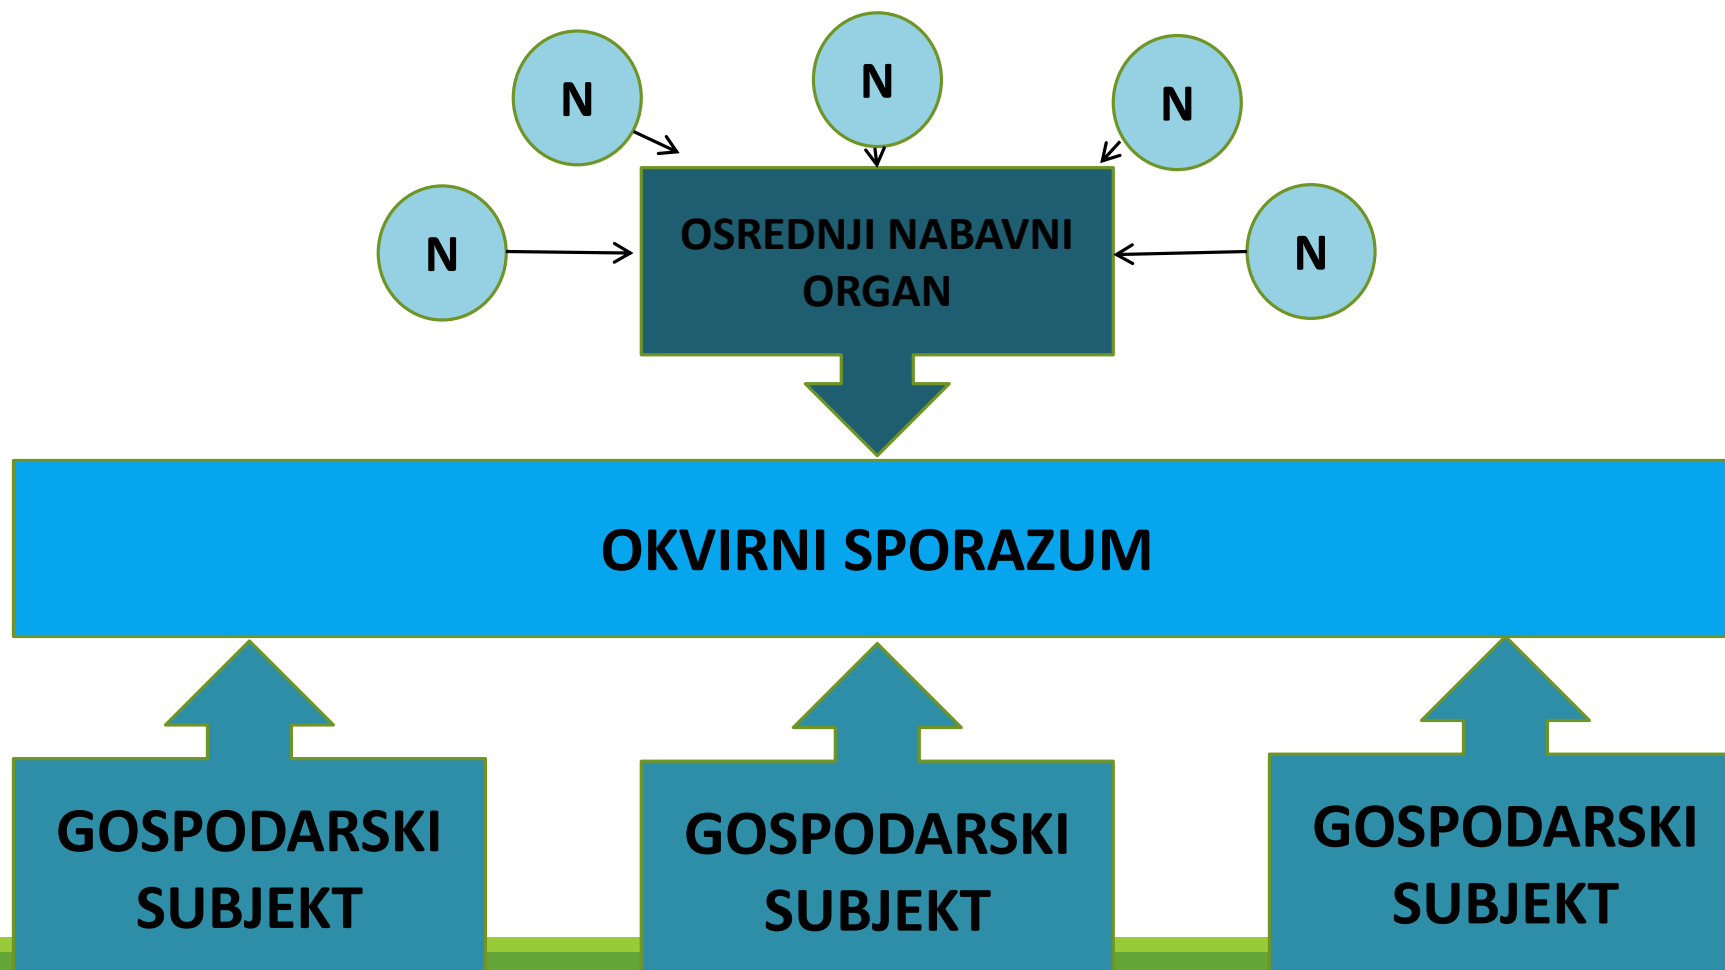 N
N
N
N
N
OSREDNJI NABAVNI
ORGAN
OKVIRNI SPORAZUM
GOSPODARSKI
SUBJEKT
GOSPODARSKI
SUBJEKT
GOSPODARSKI
SUBJEKT